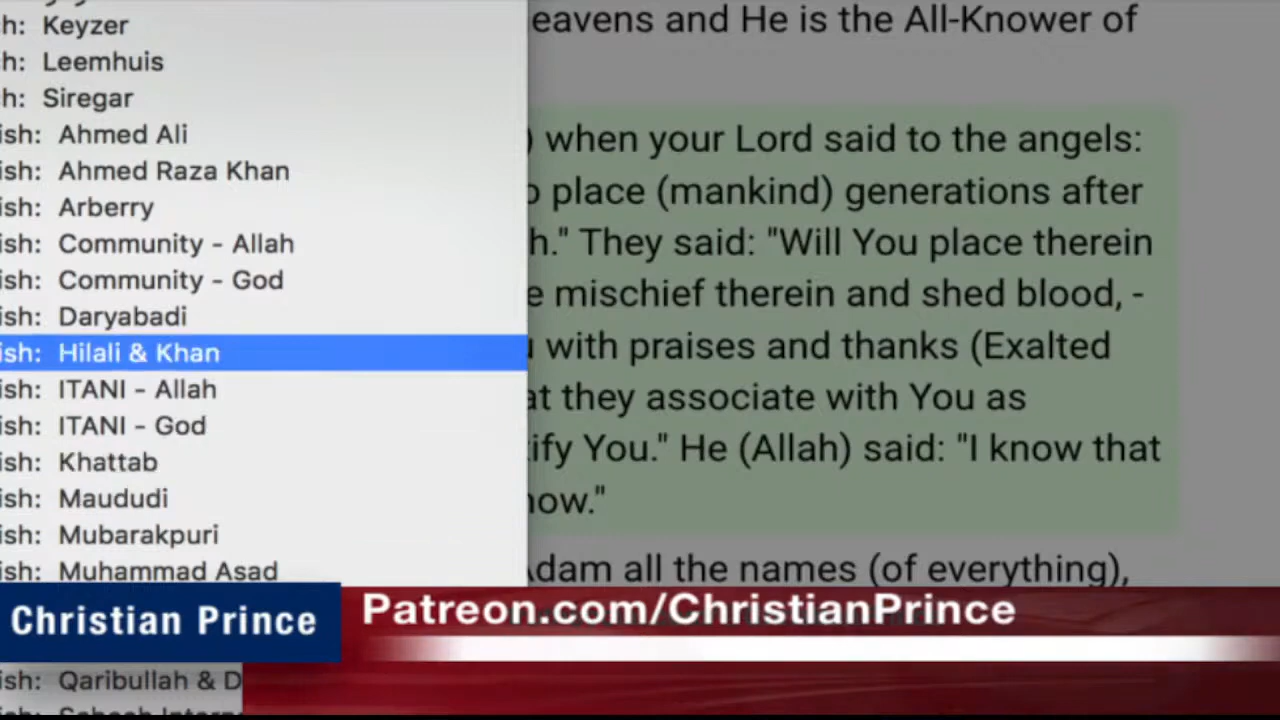 ch: Keyzer
ch: Leemhuis
ch: Siregar
ish: Ahmed Ali
ish: Ahmed Raza Khan
ish: Arberry
ish: Community - Allah
ish: Community - God
ish: Daryabadi
ish: Hilali & Khan
ish: ITANI - Allah
ish: ITANI - God
ish: Khattab
ish: Maududi
ish: Mubarakpuri
ish: Muhammad Asad
ish: Qaribullah & D
eavens and He is the All-Knower of
) when your Lord said to the angels:
o place (mankind) generations after
h." They said: "Will You place therein
e mischief therein and shed blood, -
u with praises and thanks (Exalted
at they associate with You as
tify You." He (Allah) said: "I know that
now."
Adam all the names (of everything),
Christian Prince
Patreon.com/ChristianPrince